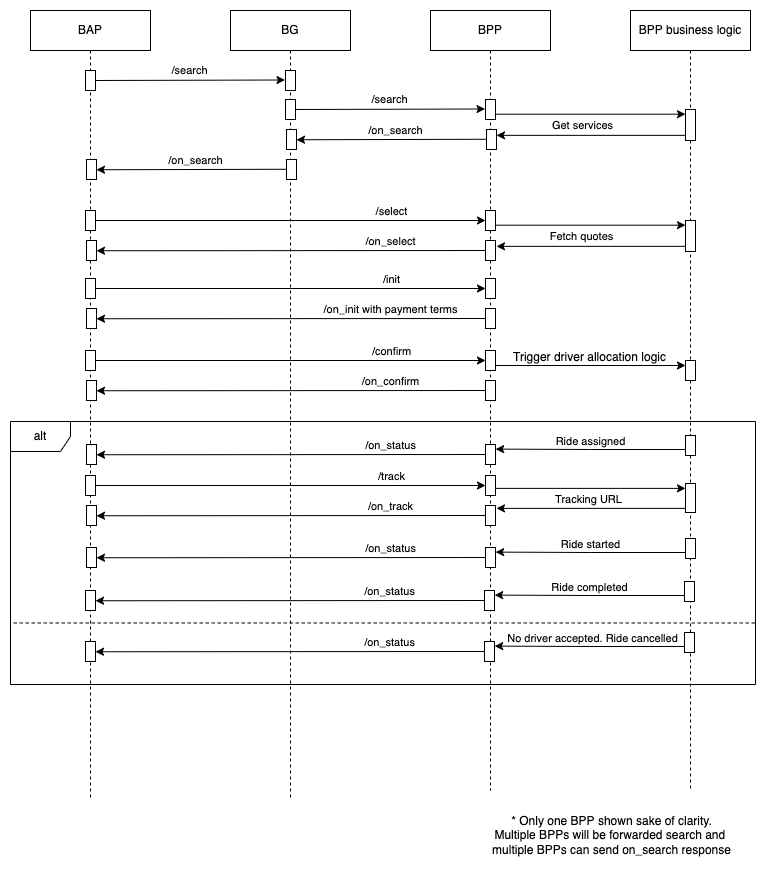 BAP
BG
BPP
BPP business logic
/search
/search
/on_search
Get services
/on_search
/select
/on_select
Fetch quotes
/init
/on_init with payment terms
/confirm
Trigger driver allocation logic
/on_confirm
alt
/on_status
Ride assigned
/track
Tracking URL
/on_track
Ride started
/on_status
Ride completed
/on_status
No driver accepted. Ride cancelled
/on_status
* Only one BPP shown sake of clarity.
Multiple BPPs will be forwarded search and
multiple BPPs can send on_search response